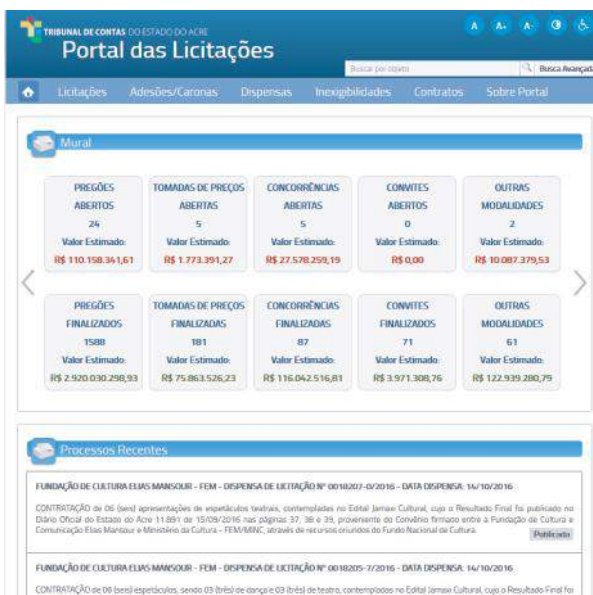 TRIBUNAL DE CONTAS DO ESTADO DO ACRE
Portal das Licitações
A A+ A-
Buscar por objeto Busca Avançada
Licitações Adesões/Caronas Dispensas Inexigibilidades Contratos Sobre Portal
Mural
PREGÕES ABERTOS 24 Valor Estimado: R$ 110.158.341,61
TOMADAS DE PREÇOS ABERTAS 5 Valor Estimado: R$ 1.773.391,27
CONCORRÊNCIAS ABERTAS 5 Valor Estimado: R$ 27.578.259,19
CONVITES ABERTOS 0 Valor Estimado: R$ 0,00
OUTRAS MODALIDADES 2 Valor Estimado: R$ 10.087.379,53
PREGÕES FINALIZADOS 1588 Valor Estimado: R$ 2.920.030.298,93
TOMADAS DE PREÇOS FINALIZADAS 181 Valor Estimado: R$ 75.863.526,23
CONCORRÊNCIAS FINALIZADAS 87 Valor Estimado: R$ 116.042.516,81
CONVITES FINALIZADOS 71 Valor Estimado: R$ 3.971.308,76
OUTRAS MODALIDADES 61 Valor Estimado: R$ 122.939.280,79
Processos Recentes
FUNDAÇÃO DE CULTURA ELIAS MANSOUR - FEM - DISPENSA DE LICITAÇÃO Nº 0018207-0/2016 - DATA DISPENSA: 14/10/2016
CONTRATAÇÃO de 06 (seis) apresentações de espetáculos teatrais, contempladas no Edital Jamaxi Cultural, cujo o Resultado Final foi publicado no
Diário Oficial do Estado do Acre 11.891 de 15/09/2016 nas páginas 37, 38 e 39, proveniente do Convênio firmado entre a Fundação de Cultura e
Comunicação Elias Mansour e Ministério da Cultura - FEM/MINC, através de recursos oriundos do Fundo Nacional de Cultura.
Publicado
FUNDAÇÃO DE CULTURA ELIAS MANSOUR - FEM - DISPENSA DE LICITAÇÃO Nº 0018205-7/2016 - DATA DISPENSA: 14/10/2016
CONTRATAÇÃO de 06 (seis) espetáculos, sendo 03 (três) de dança e 03 (três) de teatro, contemplados no Edital Jamaxi Cultural, cujo o Resultado Final foi